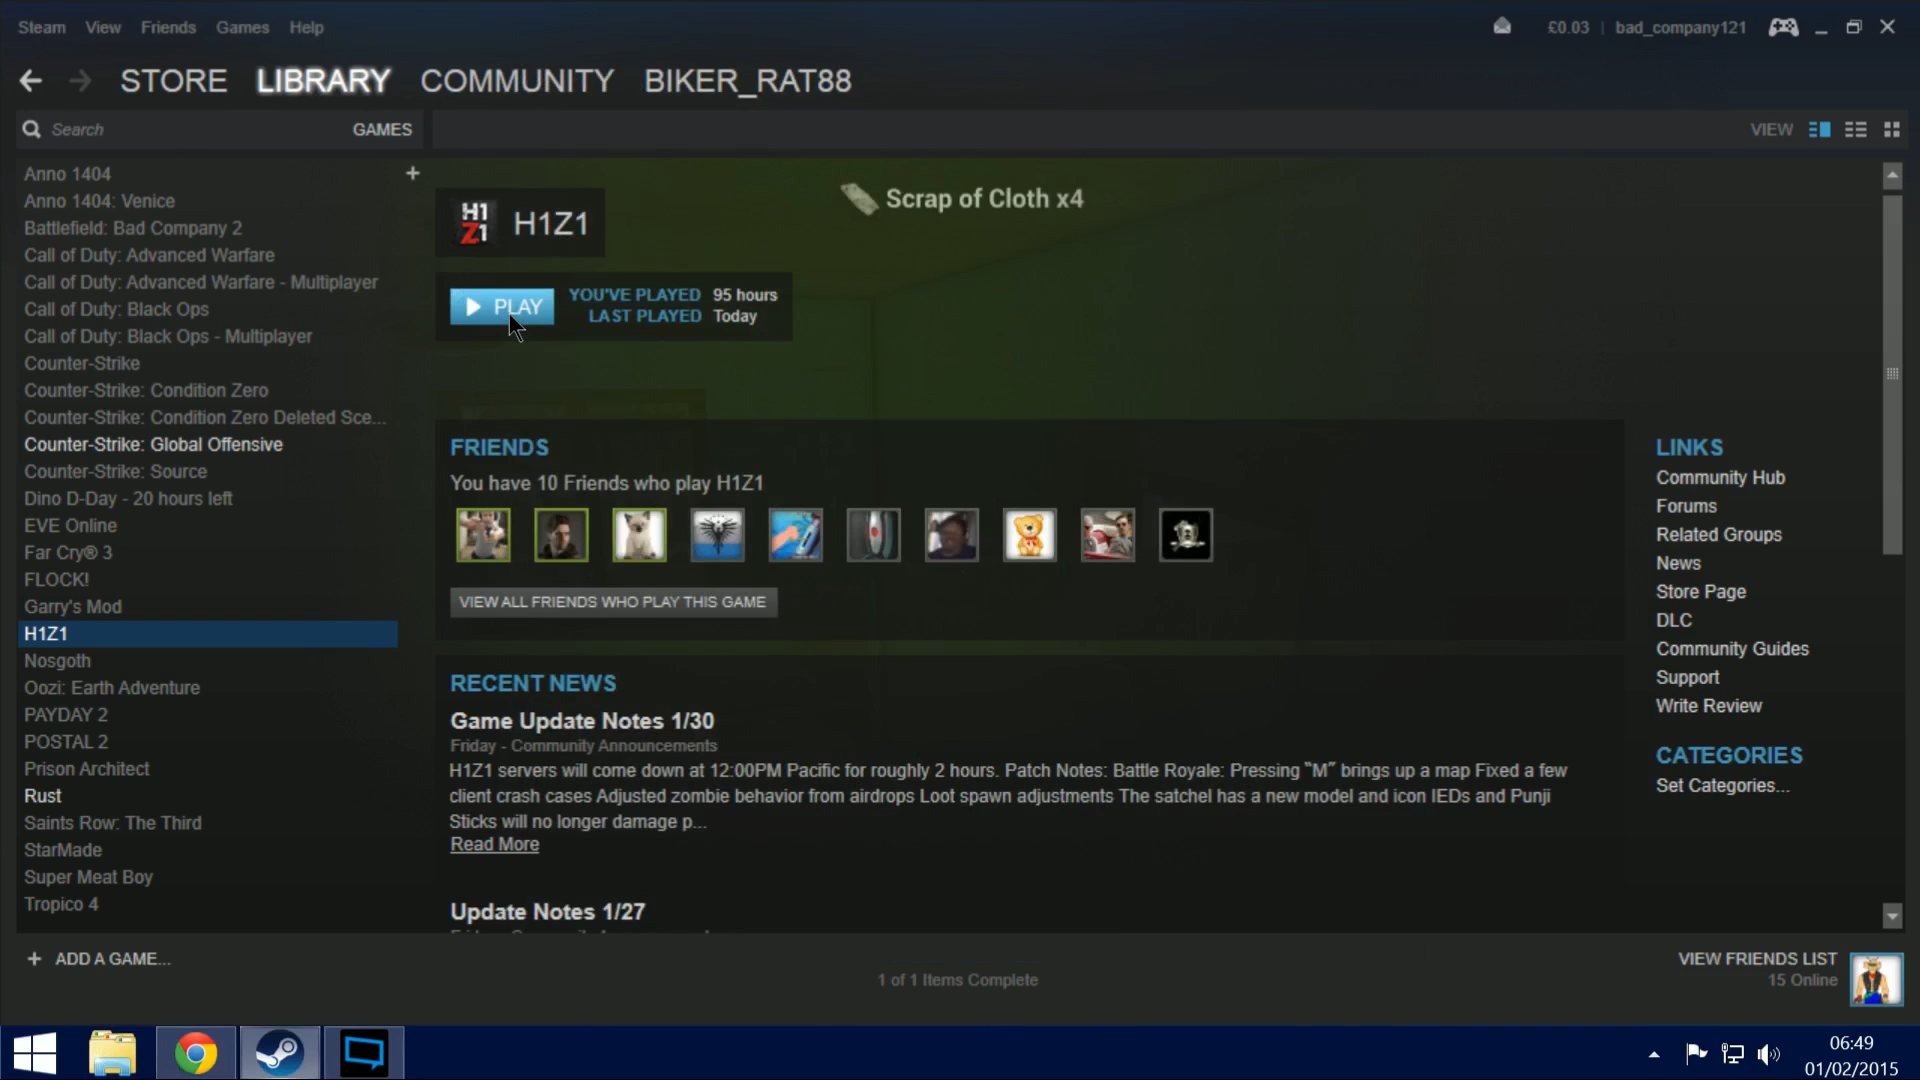 Steam View Friends Games Help
£0.03 | bad_company121
STORE LIBRARY COMMUNITY BIKER_RAT88
Search GAMES
VIEW
Anno 1404
Anno 1404: Venice
Battlefield: Bad Company 2
Call of Duty: Advanced Warfare
Call of Duty: Advanced Warfare - Multiplayer
Call of Duty: Black Ops
Call of Duty: Black Ops - Multiplayer
Counter-Strike
Counter-Strike: Condition Zero
Counter-Strike: Condition Zero Deleted Sce...
Counter-Strike: Global Offensive
Counter-Strike: Source
Dino D-Day - 20 hours left
EVE Online
Far Cry® 3
FLOCK!
Garry's Mod
H1Z1
Nosgoth
Oozi: Earth Adventure
PAYDAY 2
POSTAL 2
Prison Architect
Rust
Saints Row: The Third
StarMade
Super Meat Boy
Tropico 4
+ ADD A GAME...
H1
Z1
H1Z1
Scrap of Cloth x4
PLAY
YOU'VE PLAYED 95 hours
LAST PLAYED Today
FRIENDS
You have 10 Friends who play H1Z1
VIEW ALL FRIENDS WHO PLAY THIS GAME
RECENT NEWS
Game Update Notes 1/30
Friday - Community Announcements
H1Z1 servers will come down at 12:00PM Pacific for roughly 2 hours. Patch Notes: Battle Royale: Pressing "M" brings up a map Fixed a few
client crash cases Adjusted zombie behavior from airdrops Loot spawn adjustments The satchel has a new model and icon IEDs and Punji
Sticks will no longer damage p...
Read More
Update Notes 1/27
LINKS
Community Hub
Forums
Related Groups
News
Store Page
DLC
Community Guides
Support
Write Review
CATEGORIES
Set Categories...
1 of 1 Items Complete
VIEW FRIENDS LIST
15 Online
06:49
01/02/2015